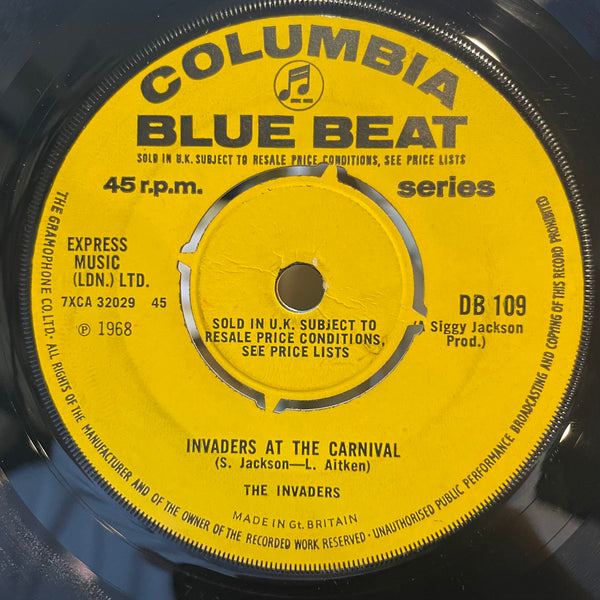 COLUMBIA
BLUE BEAT
SOLD IN U.K. SUBJECT TO RESALE PRICE CONDITIONS, SEE PRICE LISTS
45 r.p.m. series
EXPRESS
MUSIC
(LDN.) LTD.
7XCA 32029 45
℗ 1968
DB 109
A Siggy Jackson
Prod.)
SOLD IN U.K. SUBJECT TO
RESALE PRICE CONDITIONS,
SEE PRICE LISTS
INVADERS AT THE CARNIVAL
(S. Jackson—L. Aitken)
THE INVADERS
MADE IN Gt. BRITAIN
THE GRAMOPHONE CO. LTD. · ALL RIGHTS OF THE MANUFACTURER AND OF THE OWNER OF THE RECORDED WORK RESERVED · UNAUTHORISED PUBLIC PERFORMANCE BROADCASTING AND COPYING OF THIS RECORD PROHIBITED